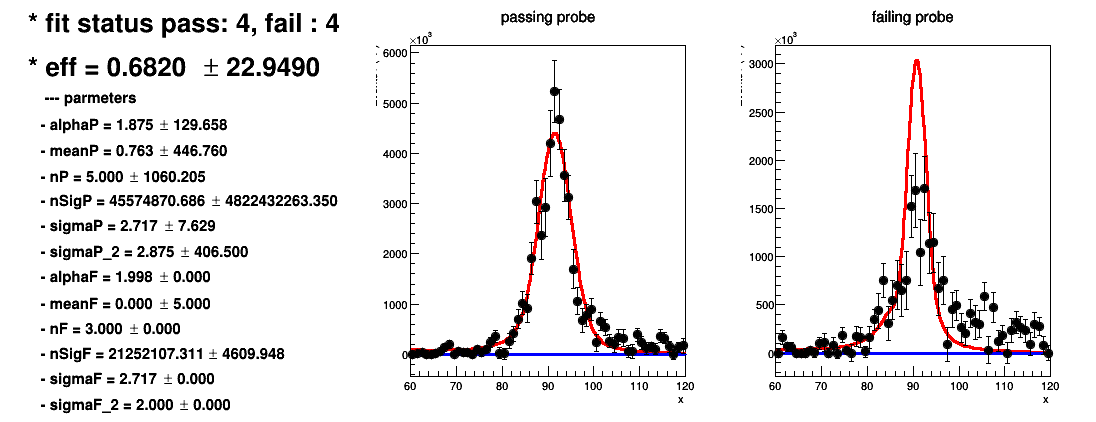 * fit status pass: 4, fail : 4
* eff = 0.6820 ± 22.9490
--- parmeters
- alphaP = 1.875 ± 129.658
- meanP = 0.763 ± 446.760
- nP = 5.000 ± 1060.205
- nSigP = 45574870.686 ± 4822432263.350
- sigmaP = 2.717 ± 7.629
- sigmaP_2 = 2.875 ± 406.500
- alphaF = 1.998 ± 0.000
- meanF = 0.000 ± 5.000
- nF = 3.000 ± 0.000
- nSigF = 21252107.311 ± 4609.948
- sigmaF = 2.717 ± 0.000
- sigmaF_2 = 2.000 ± 0.000
passing probe
×10³
6000
5000
4000
3000
2000
1000
0
60 70 80 90 100 110 120
x
failing probe
×10³
3000
2500
2000
1500
1000
500
0
60 70 80 90 100 110 120
x